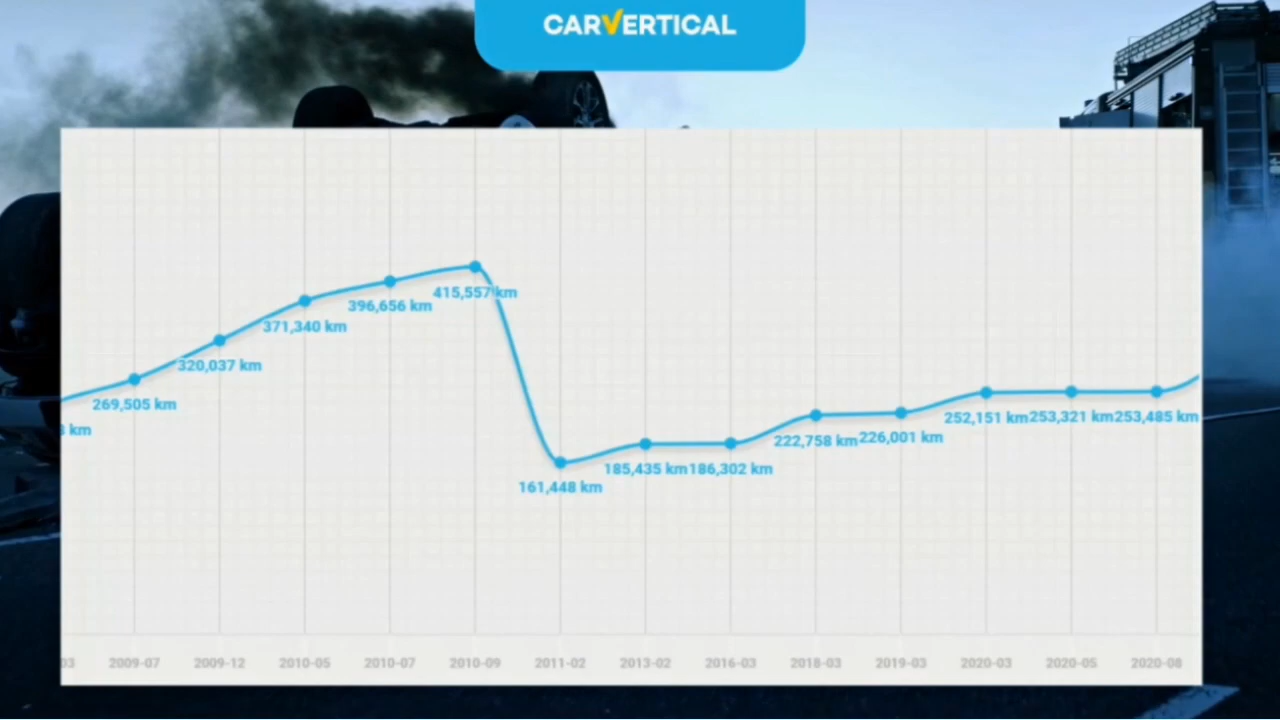 CARVERTICAL
415,557 km
396,656 km
371,340 km
320,037 km
269,505 km
km
161,448 km
185,435 km 186,302 km
222,758 km 226,001 km
252,151 km 253,321 km 253,485 km
03 2009-07 2009-12 2010-05 2010-07 2010-09 2011-02 2013-02 2016-03 2018-03 2019-03 2020-03 2020-05 2020-08